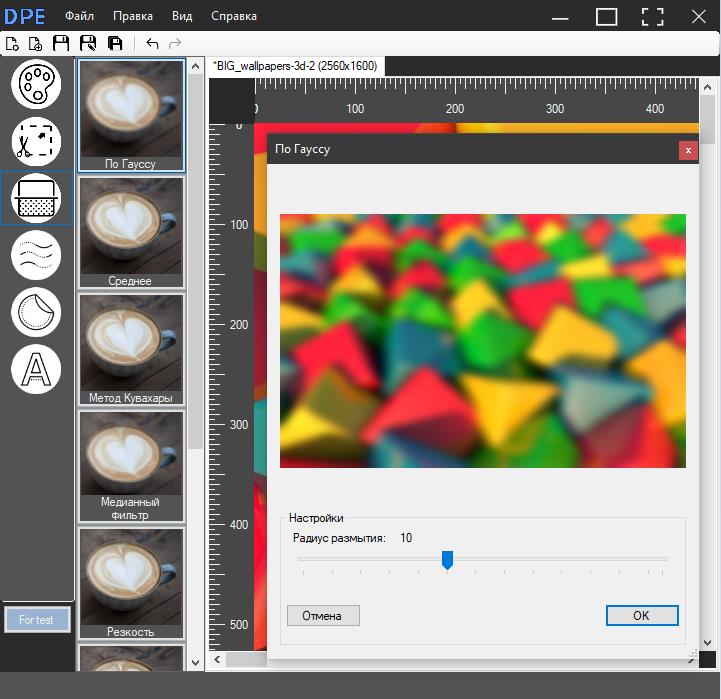 DPE Файл Правка Вид Справка
*BIG_wallpapers-3d-2 (2560x1600)
0 100 200 300 400
0
100
200
300
400
500
По Гауссу
Среднее
Метод Кувахары
Медианный
фильтр
Резкость
A
For test
По Гауссу
x
Настройки
Радиус размытия: 10
Отмена
OK